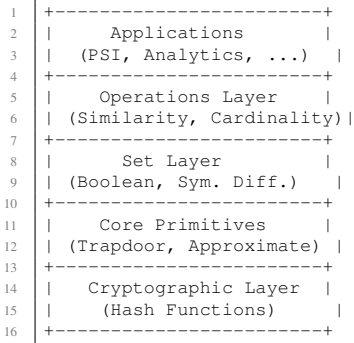 1 +------------------------+
2 |     Applications       |
3 |  (PSI, Analytics, ...)  |
4 +------------------------+
5 |    Operations Layer    |
6 | (Similarity, Cardinality)|
7 +------------------------+
8 |      Set Layer         |
9 | (Boolean, Sym. Diff.)   |
10 +------------------------+
11 |    Core Primitives     |
12 | (Trapdoor, Approximate) |
13 +------------------------+
14 |   Cryptographic Layer  |
15 |    (Hash Functions)     |
16 +------------------------+